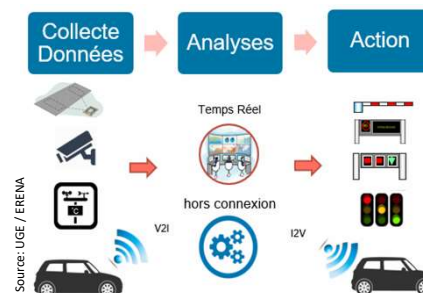 Collecte
Données
Analyses
Action
Temps Réel
hors connexion
V2I
I2V
Source: UGE / ERENA